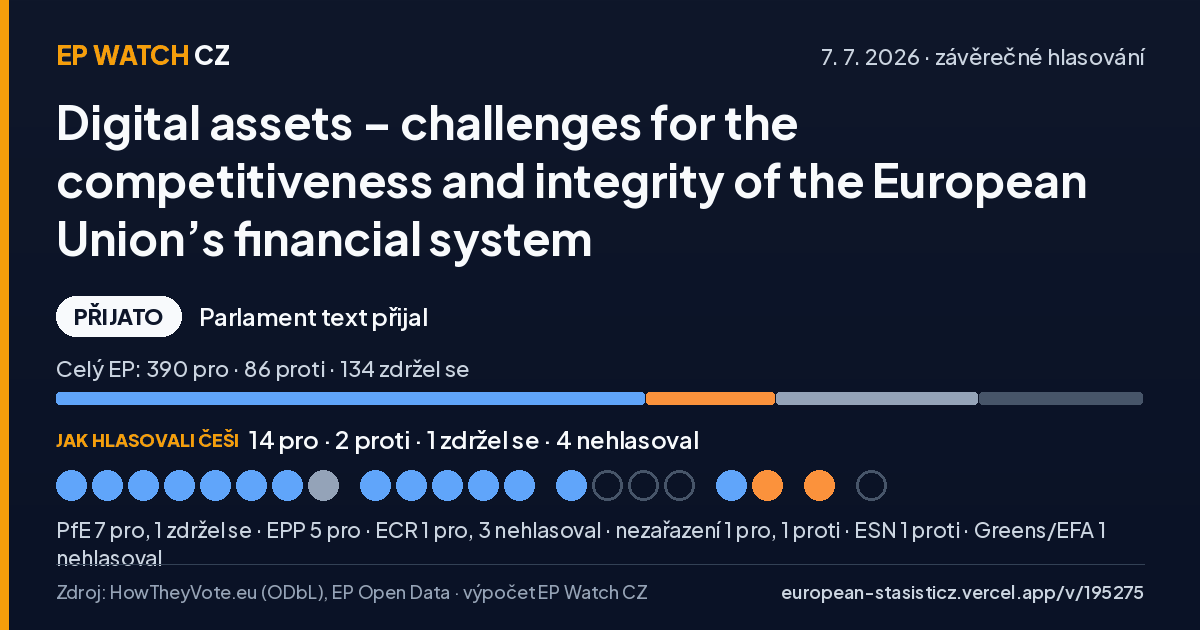 EP WATCH CZ
7. 7. 2026 · závěrečné hlasování
Digital assets – challenges for the
competitiveness and integrity of the European
Union’s financial system
PŘIJATO Parlament text přijal
Celý EP: 390 pro · 86 proti · 134 zdržel se
JAK HLASOVALI ČEŠI 14 pro · 2 proti · 1 zdržel se · 4 nehlasoval
PfE 7 pro, 1 zdržel se · EPP 5 pro · ECR 1 pro, 3 nehlasoval · nezařazení 1 pro, 1 proti · ESN 1 proti · Greens/EFA 1
nehlasoval
Zdroj: HowTheyVote.eu (ODbL), EP Open Data · výpočet EP Watch CZ
european-stasisticz.vercel.app/v/195275